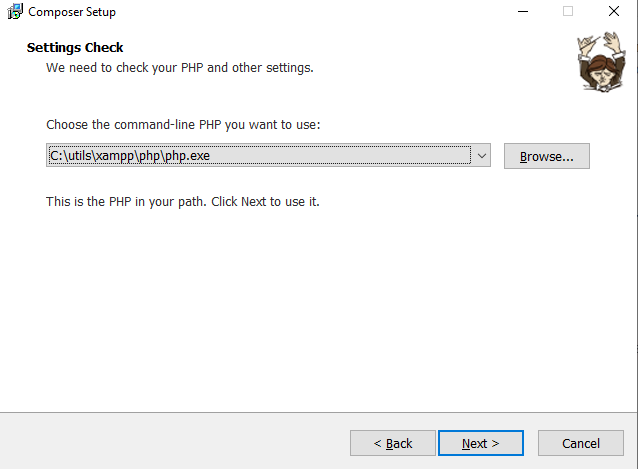 Composer Setup
Settings Check
We need to check your PHP and other settings.
Choose the command-line PHP you want to use:
C:\utils\xampp\php\php.exe
Browse...
This is the PHP in your path. Click Next to use it.
< Back
Next >
Cancel